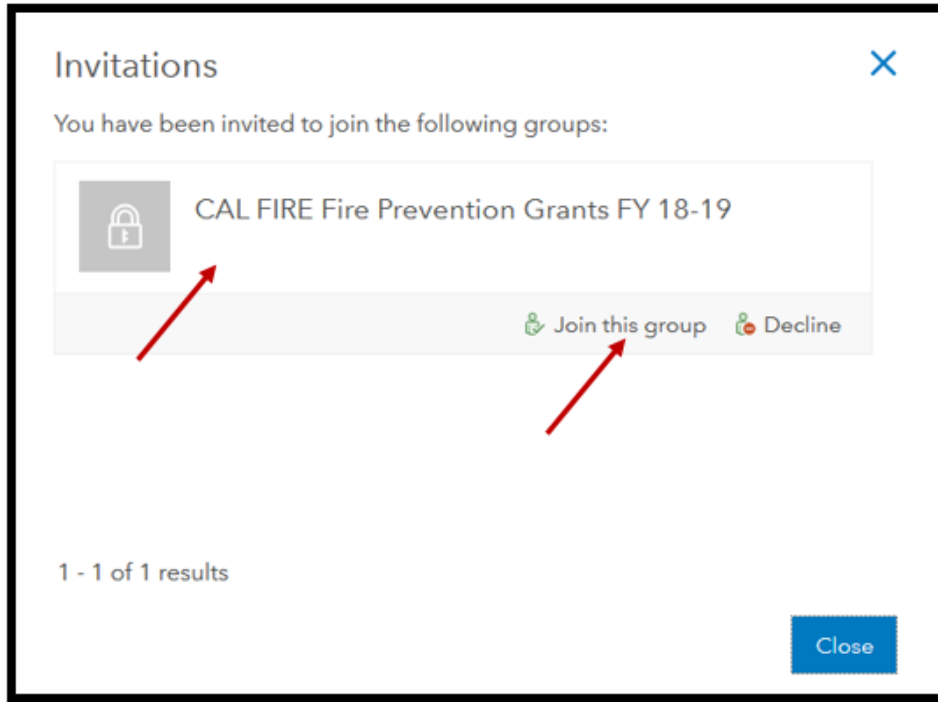 Invitations
You have been invited to join the following groups:
CAL FIRE Fire Prevention Grants FY 18-19
Join this group Decline
1 - 1 of 1 results
Close